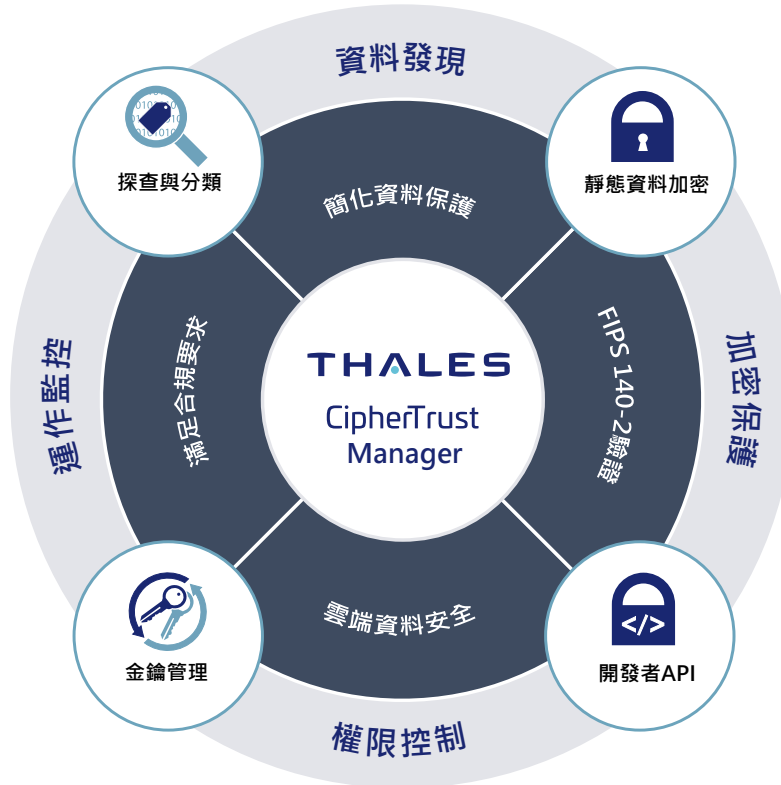 資料發現
探查與分類
靜態資料加密
簡化資料保護
滿足合規要求
FIPS 140-2驗證
運作監控
加密保護
THALES
CipherTrust
Manager
雲端資料安全
金鑰管理
開發者API
</>
權限控制